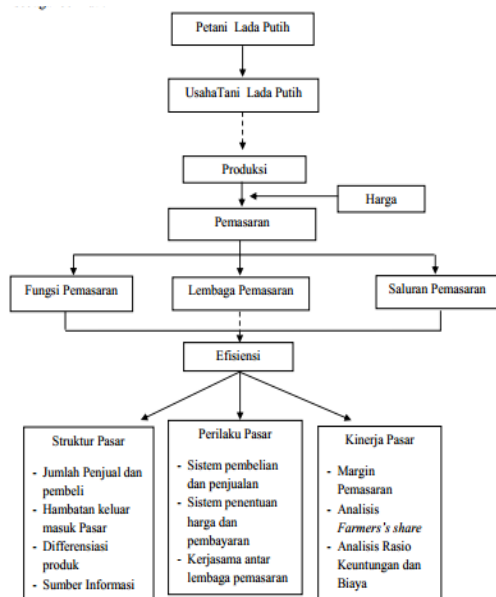 Petani Lada Putih
UsahaTani Lada Putih
Produksi
Harga
Pemasaran
Fungsi Pemasaran
Lembaga Pemasaran
Saluran Pemasaran
Efisiensi
Struktur Pasar
- Jumlah Penjual dan
pembeli
- Hambatan keluar
masuk Pasar
- Differensiasi
produk
- Sumber Informasi
Perilaku Pasar
- Sistem pembelian
dan penjualan
- Sistem penentuan
harga dan
pembayaran
- Kerjasama antar
lembaga pemasaran
Kinerja Pasar
- Margin
Pemasaran
- Analisis
Farmers's share
- Analisis Rasio
Keuntungan dan
Biaya